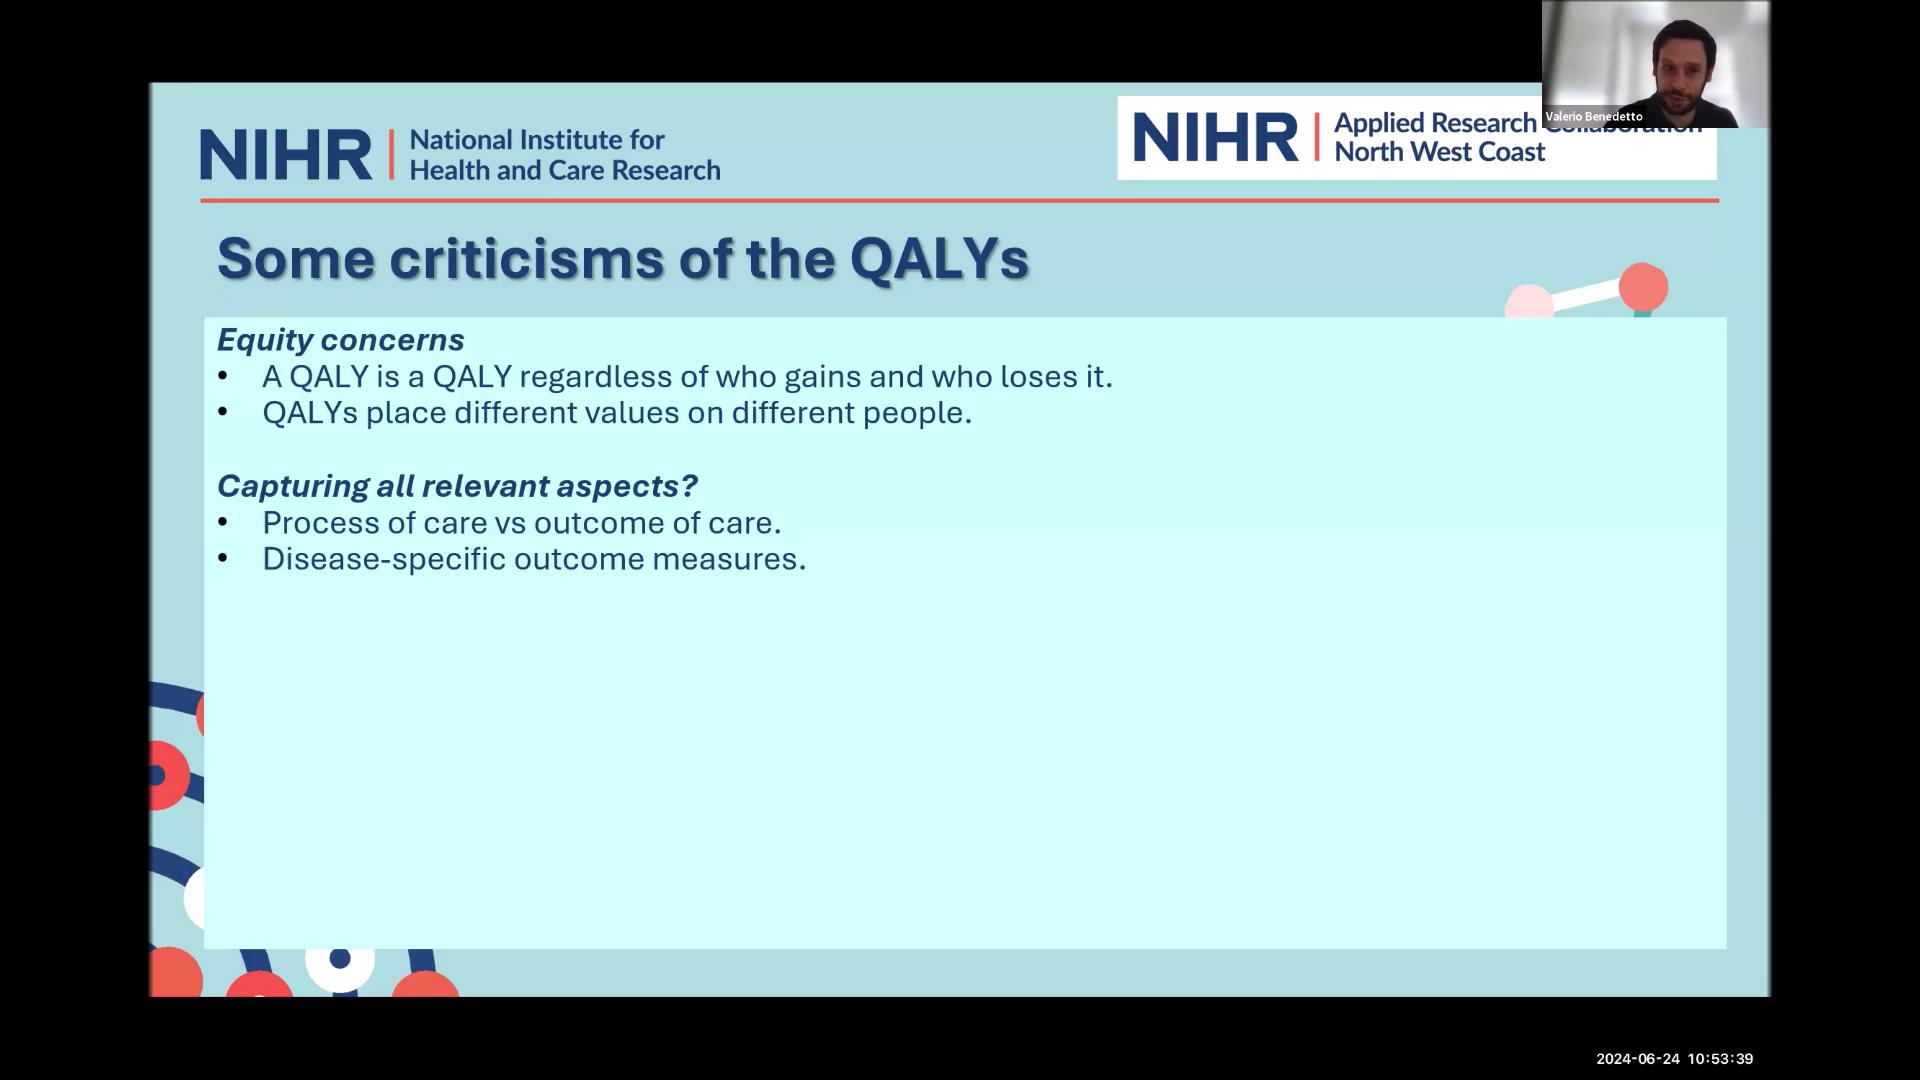 NIHR | National Institute for
Health and Care Research
NIHR | Applied Research Collaboration
North West Coast
Valerio Benedetto
Some criticisms of the QALYs
Equity concerns
• A QALY is a QALY regardless of who gains and who loses it.
• QALYs place different values on different people.
Capturing all relevant aspects?
• Process of care vs outcome of care.
• Disease-specific outcome measures.
2024-06-24 10:53:39